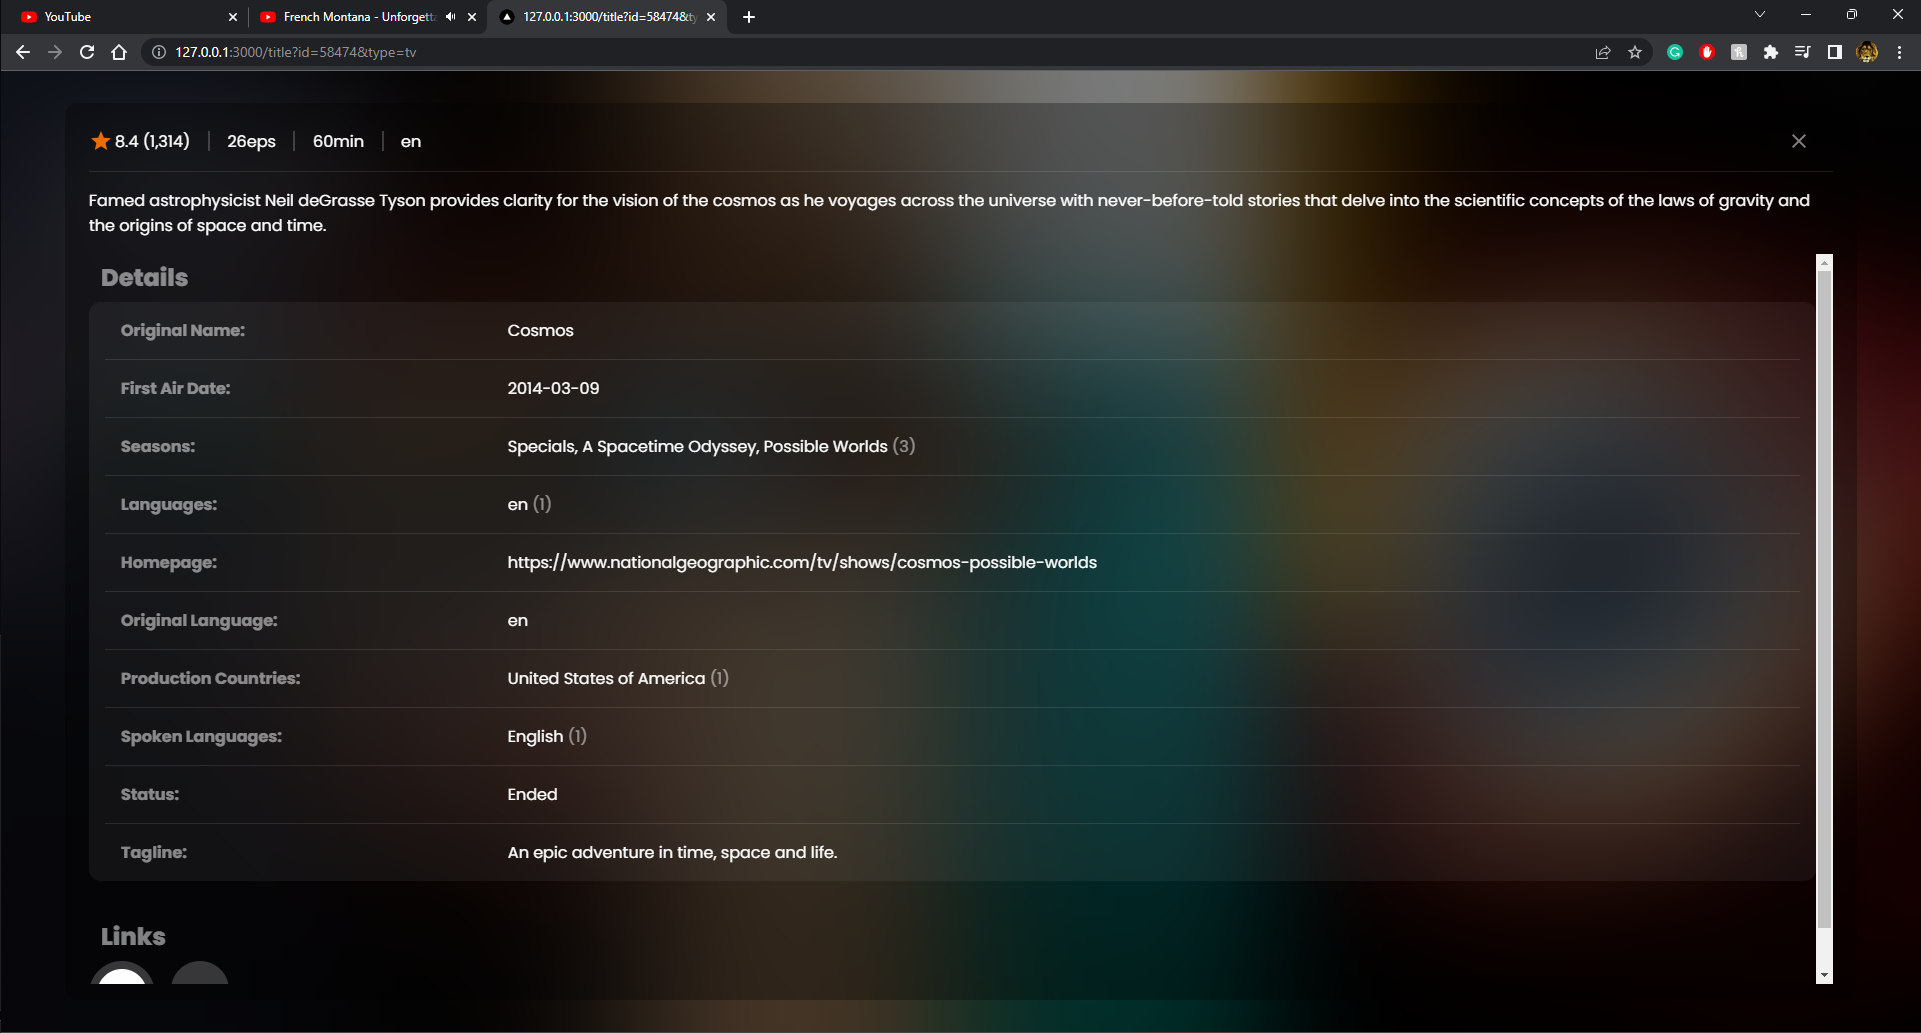 YouTube
French Montana - Unforgett
127.0.0.1:3000/title?id=58474&ty
127.0.0.1:3000/title?id=58474&type=tv
8.4 (1,314) 26eps 60min en
Famed astrophysicist Neil deGrasse Tyson provides clarity for the vision of the cosmos as he voyages across the universe with never-before-told stories that delve into the scientific concepts of the laws of gravity and
the origins of space and time.
Details
Original Name: Cosmos
First Air Date: 2014-03-09
Seasons: Specials, A Spacetime Odyssey, Possible Worlds (3)
Languages: en (1)
Homepage: https://www.nationalgeographic.com/tv/shows/cosmos-possible-worlds
Original Language: en
Production Countries: United States of America (1)
Spoken Languages: English (1)
Status: Ended
Tagline: An epic adventure in time, space and life.
Links